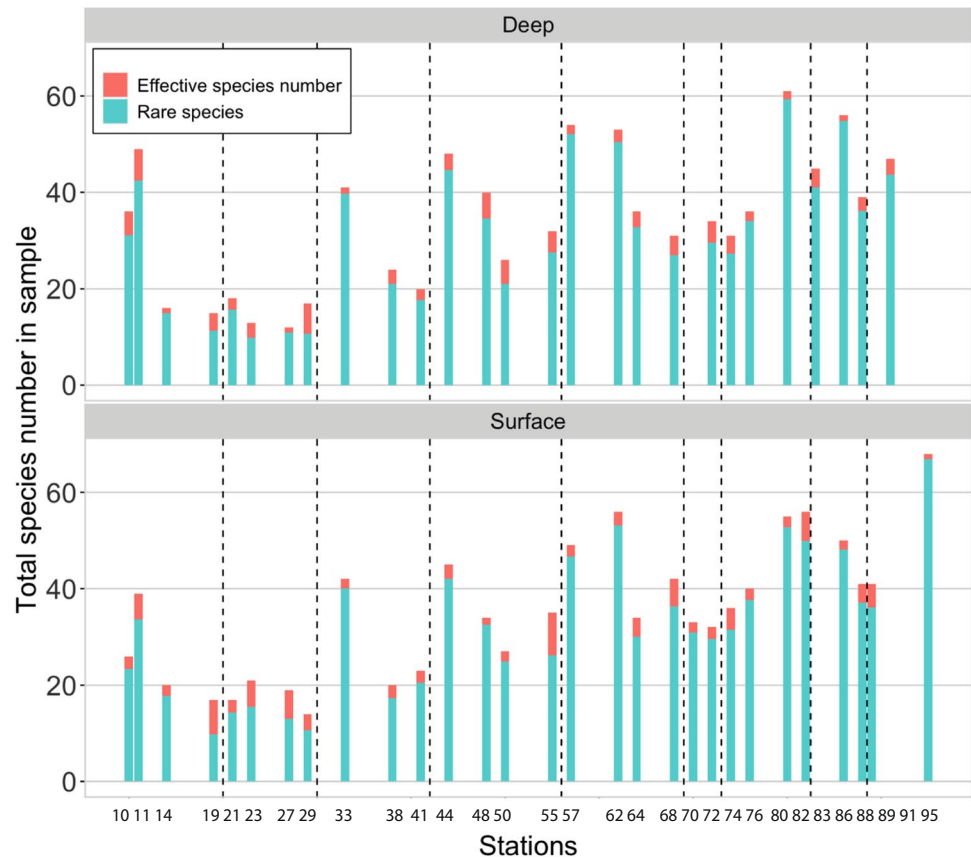 Deep
Effective species number
Rare species
60
40
20
0
Surface
60
40
20
0
Total species number in sample
10 11 14 19 21 23 27 29 33 38 41 44 48 50 55 57 62 64 68 70 72 74 76 80 82 83 86 88 89 91 95
Stations